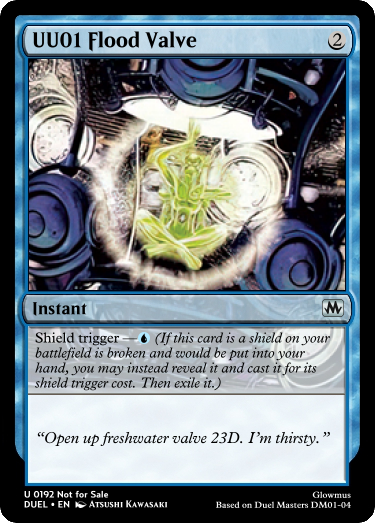 UU01 Flood Valve 2
Instant
Shield trigger — (If this card is a shield on your
battlefield is broken and would be put into your
hand, you may instead reveal it and cast it for its
shield trigger cost. Then exile it.)
“Open up freshwater valve 23D. I’m thirsty.”
U 0192 Not for Sale
Glowmus
DUEL • EN Atsushi Kawasaki
Based on Duel Masters DM01-04